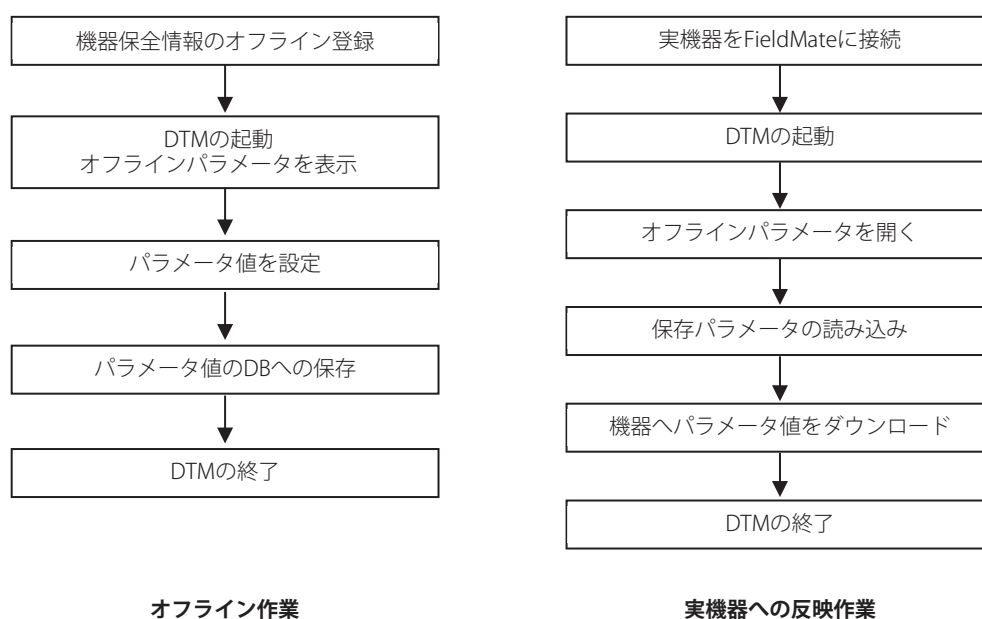 機器保全情報のオフライン登録
DTMの起動
オフラインパラメータを表示
パラメータ値を設定
パラメータ値のDBへの保存
DTMの終了
オフライン作業
実機器をFieldMateに接続
DTMの起動
オフラインパラメータを開く
保存パラメータの読み込み
機器へパラメータ値をダウンロード
DTMの終了
実機器への反映作業